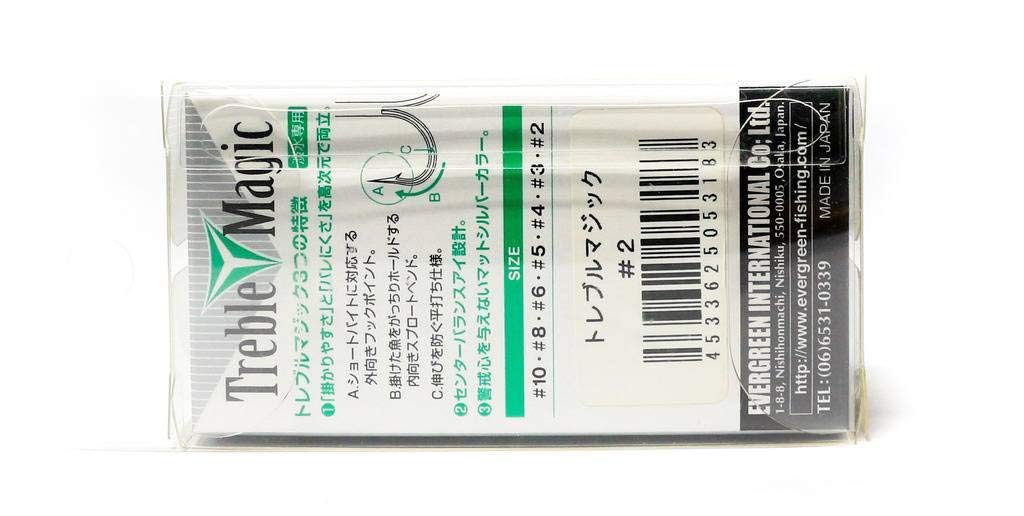 Treble Magic
トレブルマジック3つの特徴 淡水専用
❶「掛かりやすさ」と「バレにくさ」を高次元で両立。
A.ショートバイトに対応する
外向きフックポイント。
B.掛けた魚をがっちりホールドする
内向きスプロートベンド。
C.伸びを防ぐ平打ち仕様。
A
B
C
❷センターバランスアイ設計。
❸警戒心を与えないマットシルバーカラー。
SIZE
#10・#8・#6・#5・#4・#3・#2
トレブルマジック
#2
4533625053183
EVERGREEN INTERNATIONAL CO; Ltd.
1-8-8, Nishihonmachi, Nishiku, 550-0005 ,Osaka, Japan.
http://www.evergreen-fishing.com/
TEL:(06)6531-0339 MADE IN JAPAN